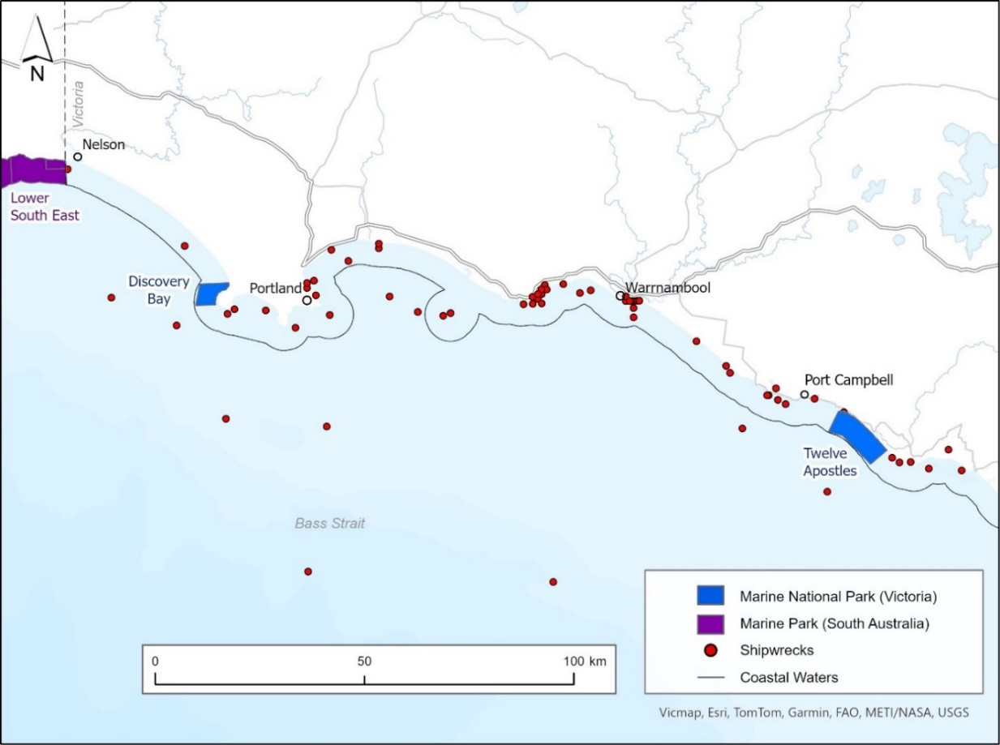 N
Victoria
Nelson
Lower
South East
Discovery
Bay
Portland
Warrnambool
Port Campbell
Twelve
Apostles
Bass Strait
0 50 100 km
Marine National Park (Victoria)
Marine Park (South Australia)
Shipwrecks
Coastal Waters
Vicmap, Esri, TomTom, Garmin, FAO, METI/NASA, USGS